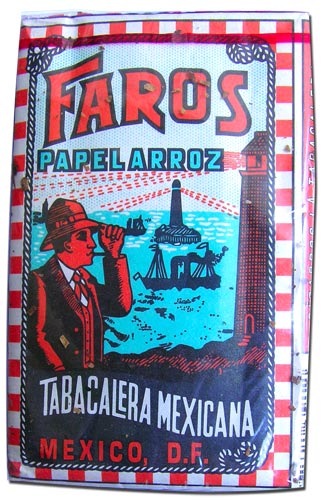 FAROS
PAPEL ARROZ
TABACALERA MEXICANA
MEXICO, D.F.